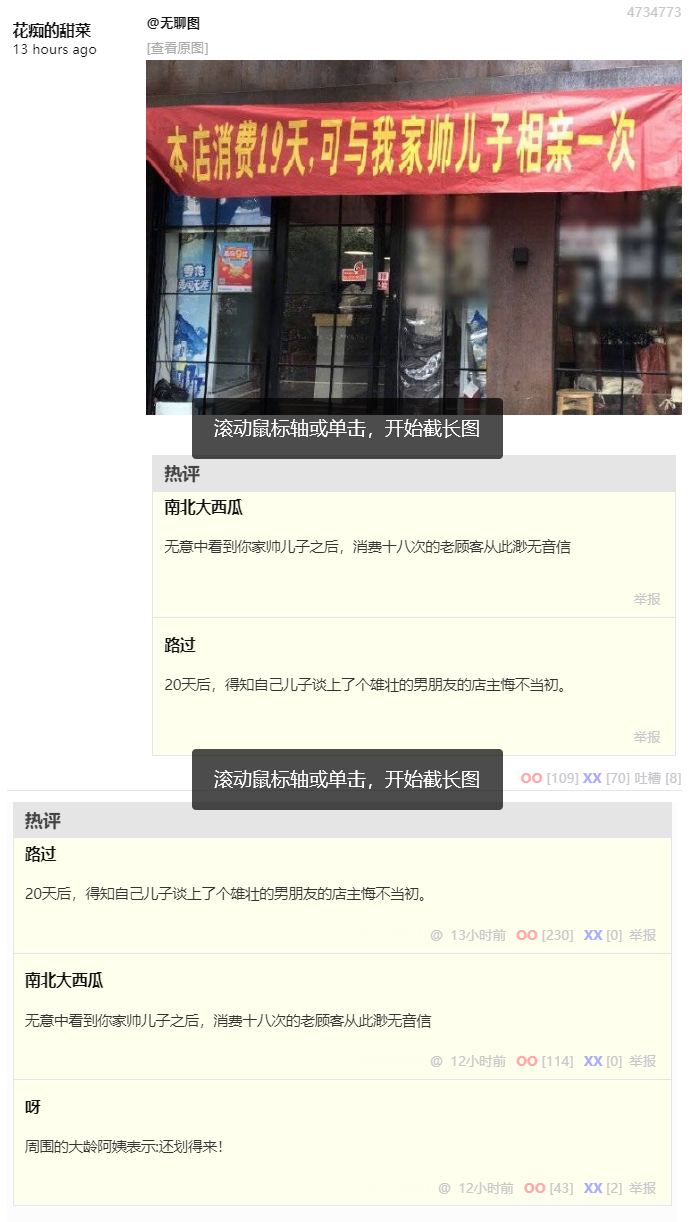 4734773
花痴的甜菜
13 hours ago
@无聊图
[查看原图]
本店消费19天,可与我家帅儿子相亲一次
雪花
勇闯天涯
滚动鼠标轴或单击，开始截长图
热评
南北大西瓜
无意中看到你家帅儿子之后，消费十八次的老顾客从此渺无音信
举报
路过
20天后，得知自己儿子谈上了个雄壮的男朋友的店主悔不当初。
举报
滚动鼠标轴或单击，开始截长图
OO [109] XX [70] 吐槽 [8]
热评
路过
20天后，得知自己儿子谈上了个雄壮的男朋友的店主悔不当初。
@ 13小时前 OO [230] XX [0] 举报
南北大西瓜
无意中看到你家帅儿子之后，消费十八次的老顾客从此渺无音信
@ 12小时前 OO [114] XX [0] 举报
呀
周围的大龄阿姨表示:还划得来！
@ 12小时前 OO [43] XX [2] 举报